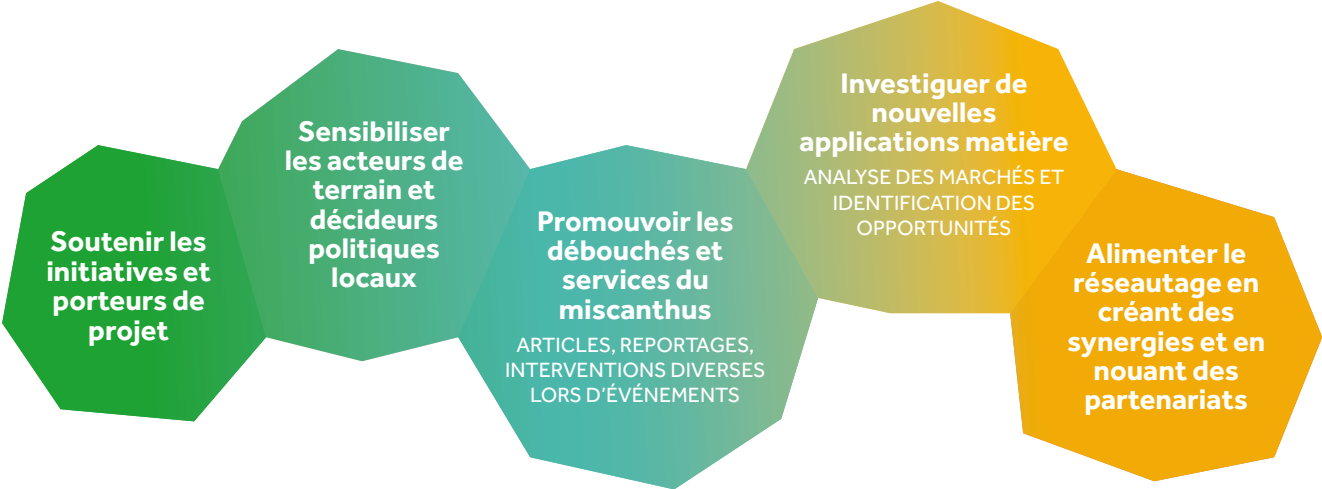 Soutenir les
initiatives et
porteurs de
projet
Sensibiliser
les acteurs de
terrain et
décideurs
politiques
locaux
Promouvoir les
débouchés et
services du
miscanthus
ARTICLES, REPORTAGES,
INTERVENTIONS DIVERSES
LORS D'ÉVÉNEMENTS
Investiguer de
nouvelles
applications matière
ANALYSE DES MARCHÉS ET
IDENTIFICATION DES
OPPORTUNITÉS
Alimenter le
réseautage en
créant des
synergies et en
nouant des
partenariats